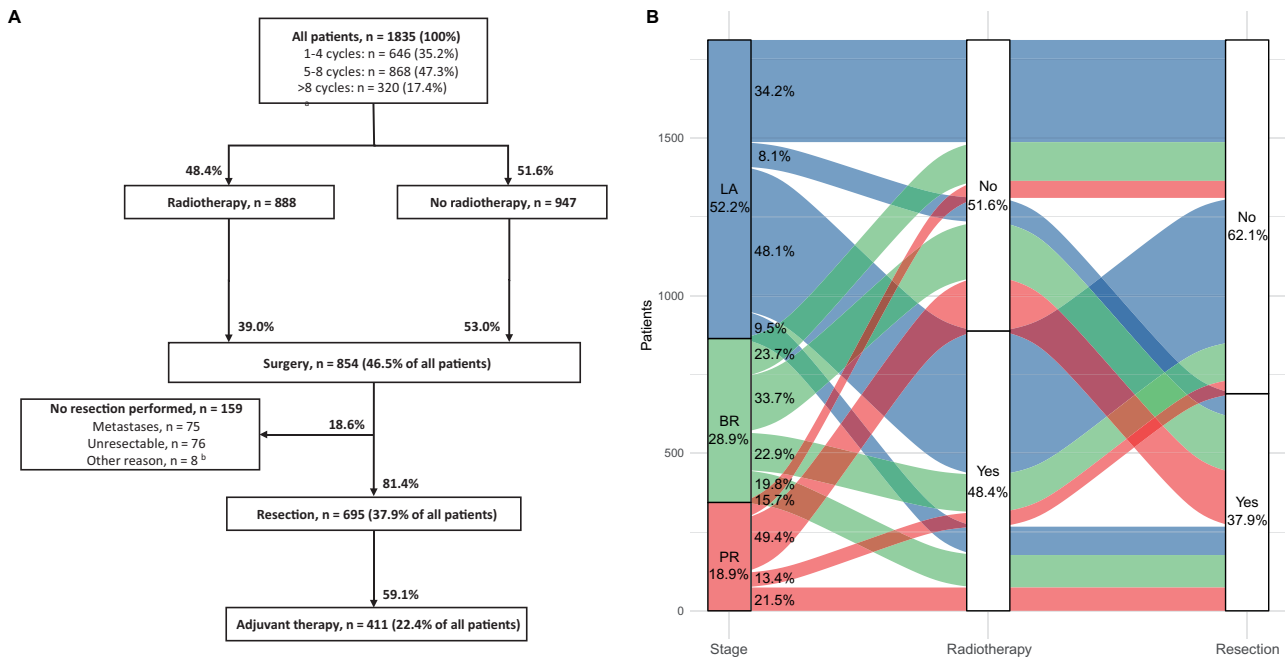 A
All patients, n = 1835 (100%)
1-4 cycles: n = 646 (35.2%)
5-8 cycles: n = 868 (47.3%)
>8 cycles: n = 320 (17.4%)
a
48.4%
51.6%
Radiotherapy, n = 888
No radiotherapy, n = 947
39.0%
53.0%
Surgery, n = 854 (46.5% of all patients)
No resection performed, n = 159
Metastases, n = 75
Unresectable, n = 76
Other reason, n = 8 b
18.6%
81.4%
Resection, n = 695 (37.9% of all patients)
59.1%
Adjuvant therapy, n = 411 (22.4% of all patients)
B
Patients
1500
1000
500
0
LA
52.2%
BR
28.9%
PR
18.9%
34.2%
8.1%
48.1%
9.5%
23.7%
33.7%
22.9%
19.8%
15.7%
49.4%
13.4%
21.5%
No
51.6%
Yes
48.4%
No
62.1%
Yes
37.9%
Stage
Radiotherapy
Resection